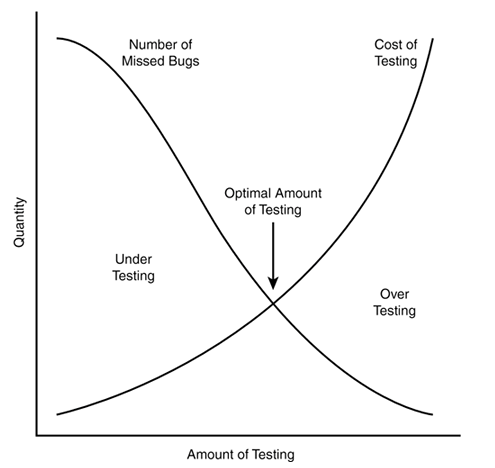 Number of
Missed Bugs
Cost of
Testing
Optimal Amount
of Testing
Quantity
Under
Testing
Over
Testing
Amount of Testing